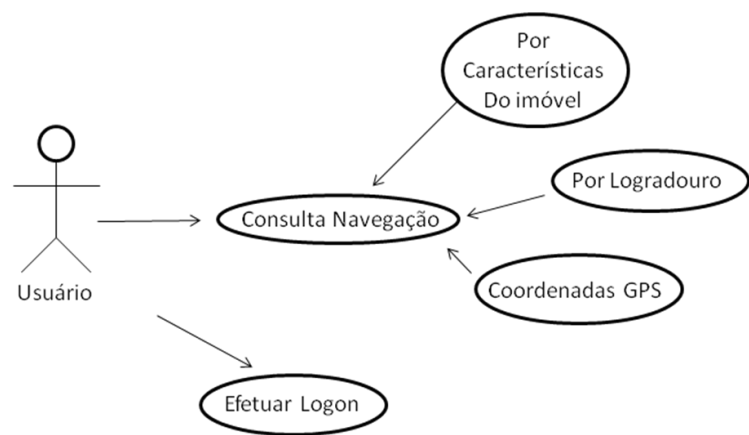 Por
Características
Do imóvel
Por Logradouro
Consulta Navegação
Coordenadas GPS
Usuário
Efetuar Logon